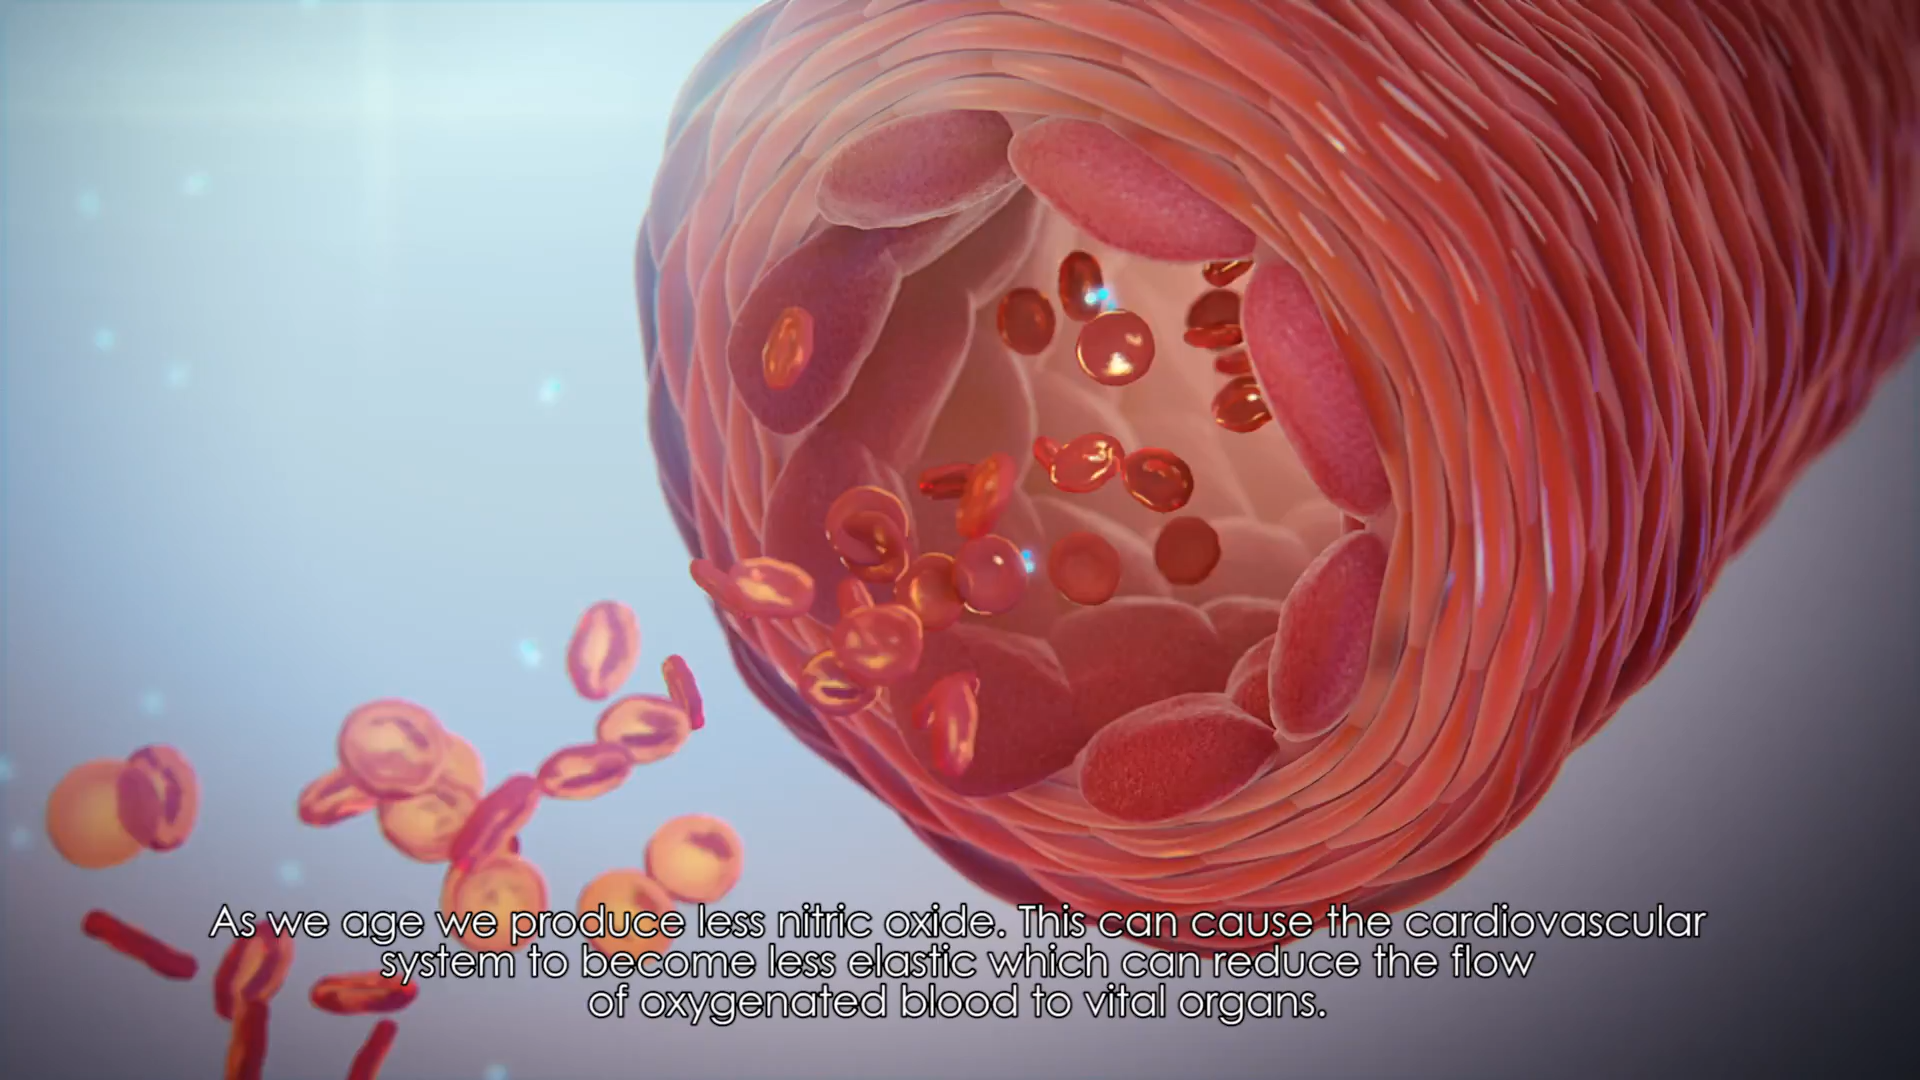 As we age we produce less nitric oxide. This can cause the cardiovascular
system to become less elastic which can reduce the flow
of oxygenated blood to vital organs.